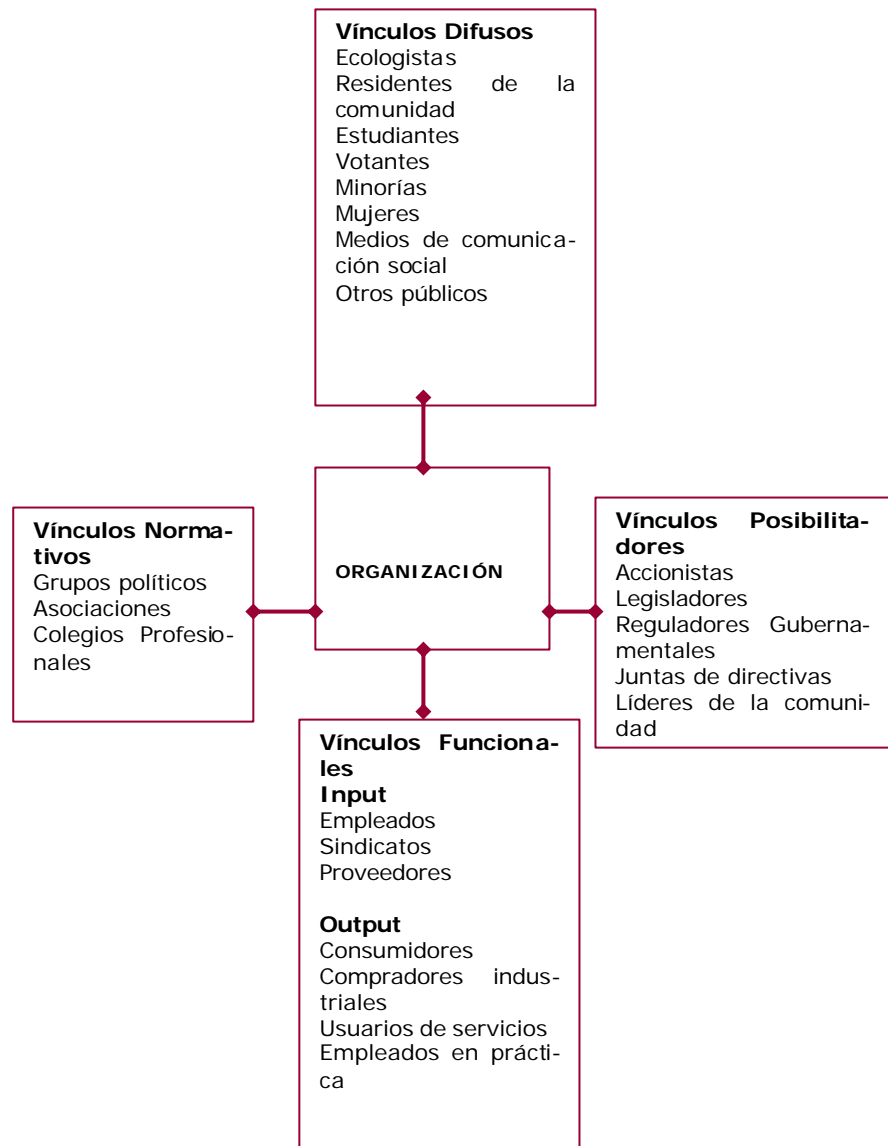 Vínculos Difusos
Ecologistas
Residentes de la
comunidad
Estudiantes
Votantes
Minorías
Mujeres
Medios de comunica-
ción social
Otros públicos
Vínculos Norma-
tivos
Grupos políticos
Asociaciones
Colegios Profesio-
nales
ORGANIZACIÓN
Vínculos Posibilita-
dores
Accionistas
Legisladores
Reguladores Guberna-
mentales
Juntas de directivas
Líderes de la comuni-
dad
Vínculos Funciona-
les
Input
Empleados
Sindicatos
Proveedores
Output
Consumidores
Compradores indus-
triales
Usuarios de servicios
Empleados en prácti-
ca